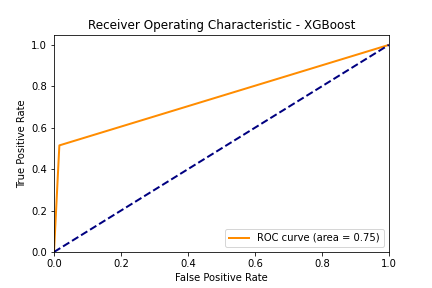 Receiver Operating Characteristic - XGBoost
True Positive Rate
1.0
0.8
0.6
0.4
0.2
0.0
0.0 0.2 0.4 0.6 0.8 1.0
False Positive Rate
ROC curve (area = 0.75)